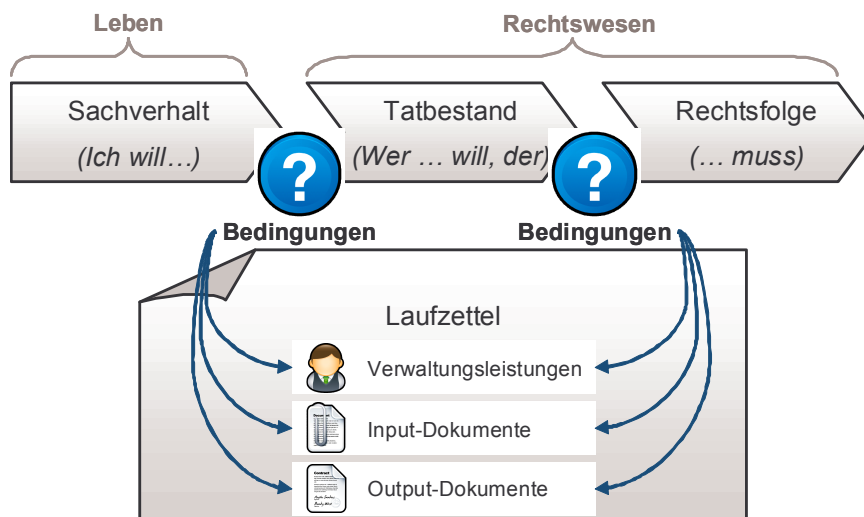 Leben
Rechtswesen
Sachverhalt
(Ich will…)
Tatbestand
(Wer … will, der)
Rechtsfolge
(… muss)
?
?
Bedingungen
Bedingungen
Laufzettel
Verwaltungsleistungen
Input-Dokumente
Contract
Output-Dokumente